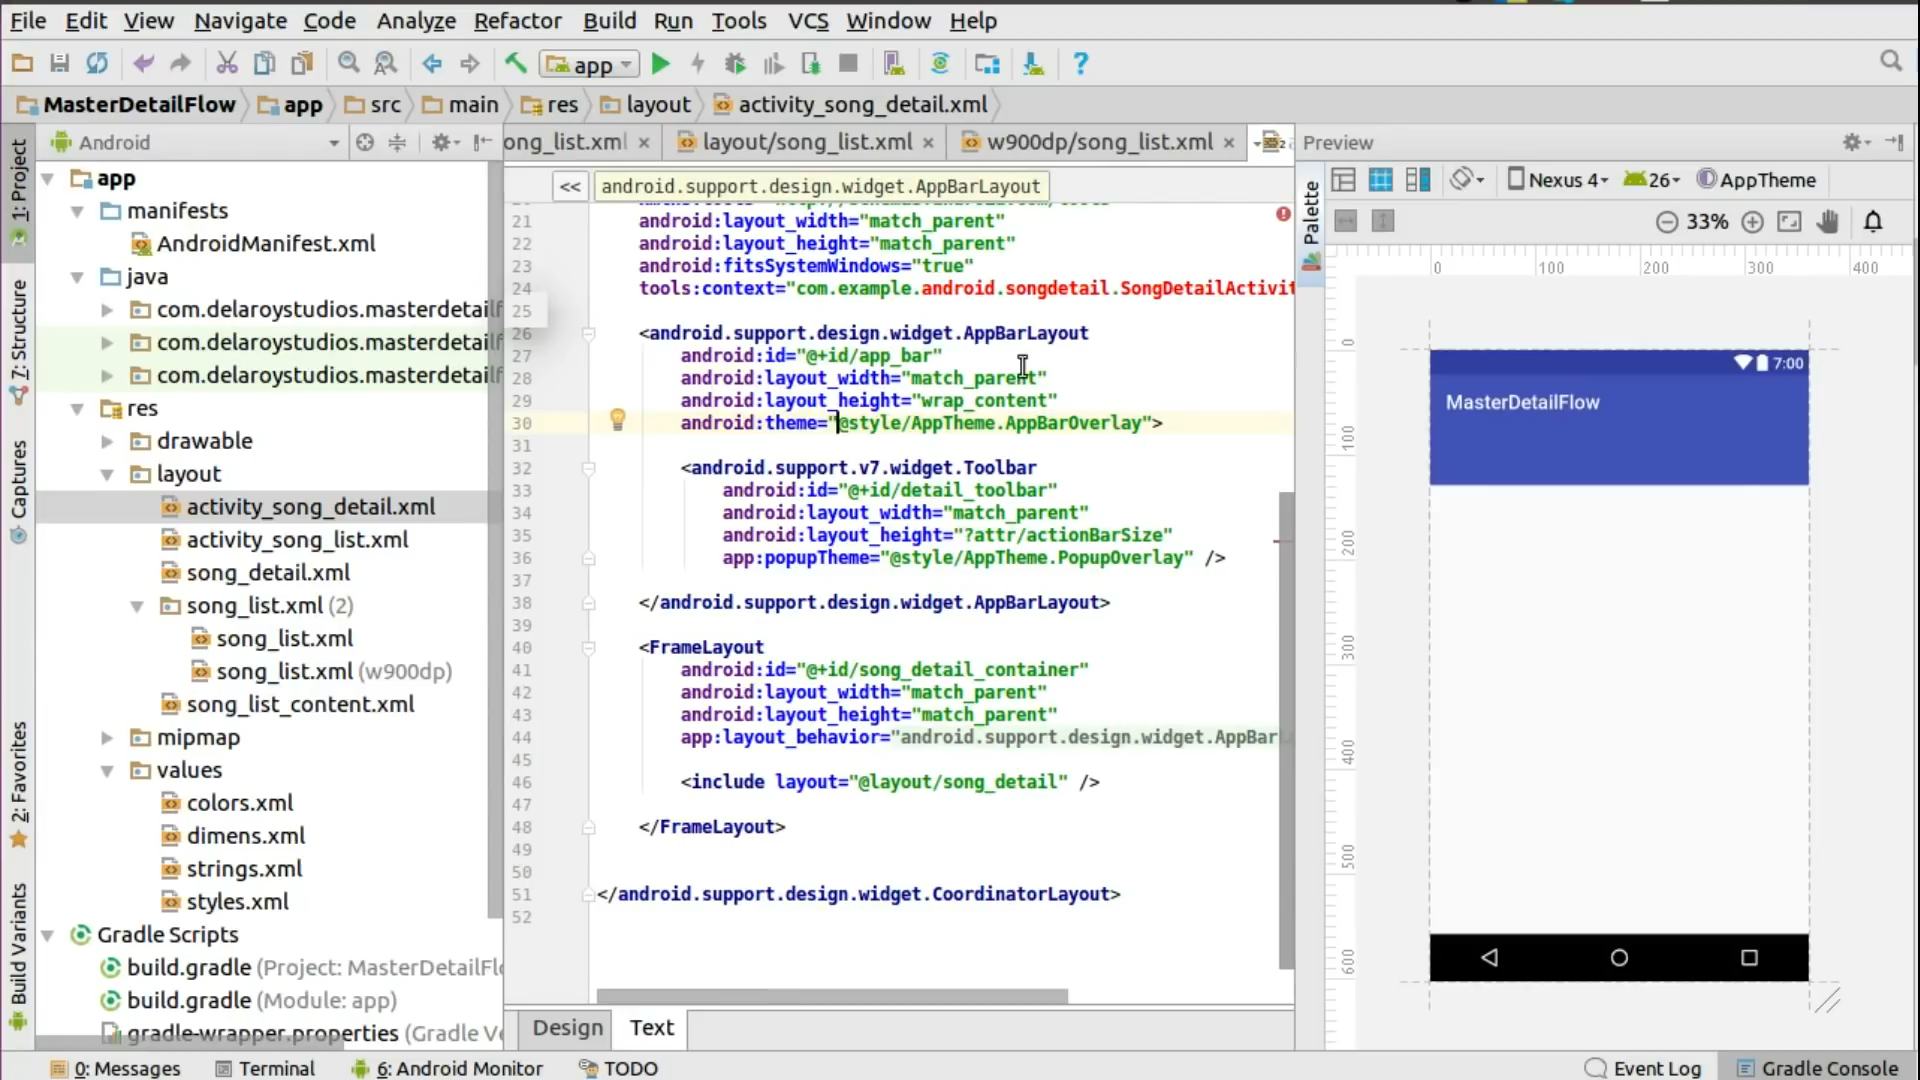 File Edit View Navigate Code Analyze Refactor Build Run Tools VCS Window Help
app
MasterDetailFlow app src main res layout activity_song_detail.xml
1: Project
7: Structure
Captures
2: Favorites
Build Variants
Android
app
manifests
AndroidManifest.xml
java
com.delaroystudios.masterdetailf
com.delaroystudios.masterdetailf
com.delaroystudios.masterdetailf
res
drawable
layout
activity_song_detail.xml
activity_song_list.xml
song_detail.xml
song_list.xml (2)
song_list.xml
song_list.xml (w900dp)
song_list_content.xml
mipmap
values
colors.xml
dimens.xml
strings.xml
styles.xml
Gradle Scripts
build.gradle (Project: MasterDetailFl
build.gradle (Module: app)
gradle-wrapper.properties (Gradle Ve
ong_list.xml layout/song_list.xml w900dp/song_list.xml
<< android.support.design.widget.AppBarLayout
21 android:layout_width="match_parent"
22 android:layout_height="match_parent"
23 android:fitsSystemWindows="true"
24 tools:context="com.example.android.songdetail.SongDetailActivit
25
26 <android.support.design.widget.AppBarLayout
27 android:id="@+id/app_bar"
28 android:layout_width="match_parent"
29 android:layout_height="wrap_content"
30 android:theme="@style/AppTheme.AppBarOverlay">
31
32 <android.support.v7.widget.Toolbar
33 android:id="@+id/detail_toolbar"
34 android:layout_width="match_parent"
35 android:layout_height="?attr/actionBarSize"
36 app:popupTheme="@style/AppTheme.PopupOverlay" />
37
38 </android.support.design.widget.AppBarLayout>
39
40 <FrameLayout
41 android:id="@+id/song_detail_container"
42 android:layout_width="match_parent"
43 android:layout_height="match_parent"
44 app:layout_behavior="android.support.design.widget.AppBarL
45
46 <include layout="@layout/song_detail" />
47
48 </FrameLayout>
49
50
51 </android.support.design.widget.CoordinatorLayout>
52
Design Text
Preview
Palette
Nexus 4 26 AppTheme
33%
0 100 200 300 400
0
100
200
300
400
500
600
7:00
MasterDetailFlow
0: Messages Terminal 6: Android Monitor TODO Event Log Gradle Console